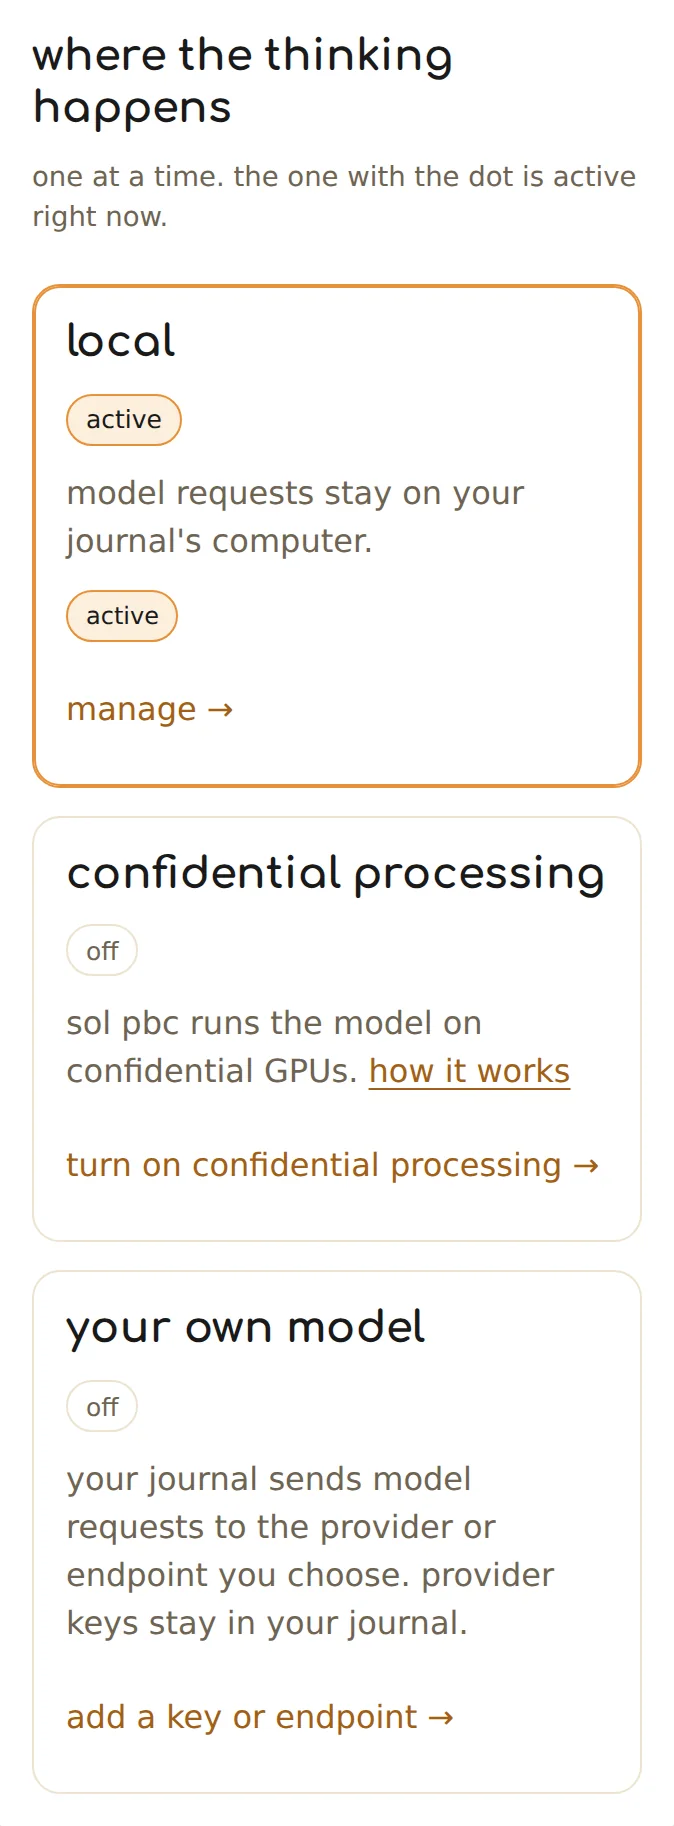 where the thinking
happens
one at a time. the one with the dot is active
right now.
local
active
model requests stay on your
journal's computer.
active
manage →
confidential processing
off
sol pbc runs the model on
confidential GPUs. how it works
turn on confidential processing →
your own model
off
your journal sends model
requests to the provider or
endpoint you choose. provider
keys stay in your journal.
add a key or endpoint →